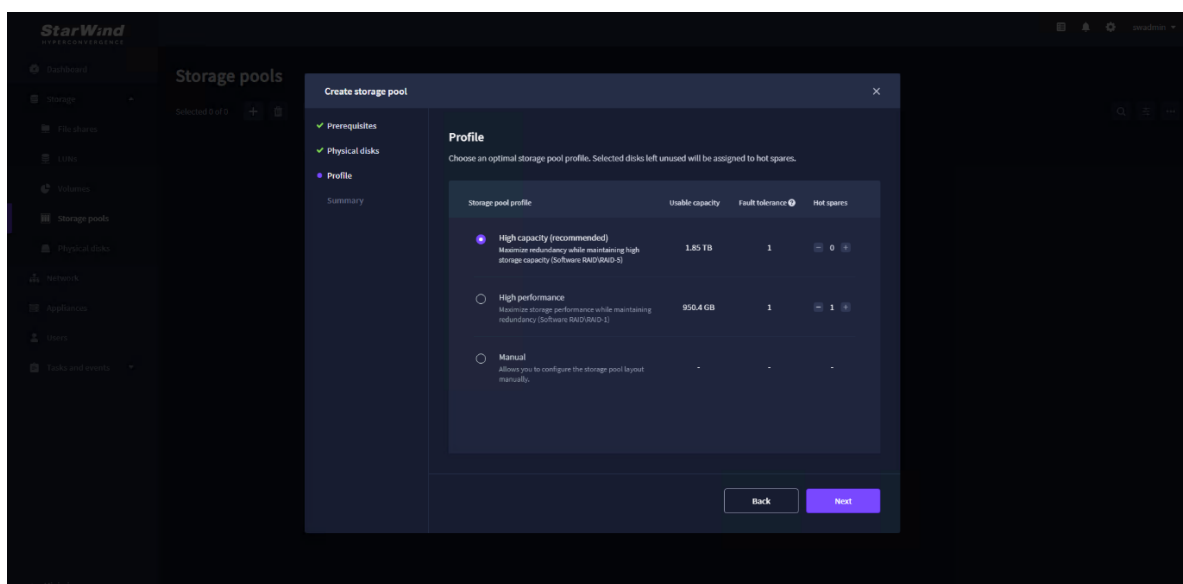 StarWind
HYPERCONVERGENCE
swadmin
Dashboard
Storage
File shares
LUNs
Volumes
Storage pools
Physical disks
Network
Appliances
Users
Tasks and events
Storage pools
Selected 0 of 0
Create storage pool
Prerequisites
Physical disks
Profile
Summary
Profile
Choose an optimal storage pool profile. Selected disks left unused will be assigned to hot spares.
Storage pool profile Usable capacity Fault tolerance ? Hot spares
High capacity (recommended)
Maximize redundancy while maintaining high
storage capacity (Software RAID\RAID-5)
1.85 TB 1 − 0 +
High performance
Maximize storage performance while maintaining
redundancy (Software RAID\RAID-1)
950.4 GB 1 − 1 +
Manual
Allows you to configure the storage pool layout
manually.
- - -
Back Next